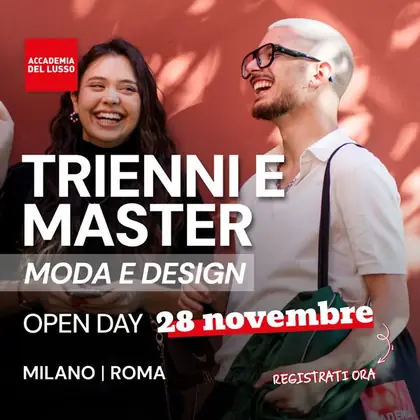 ACCADEMIA
DEL LUSSO
TRIENNI E
MASTER
MODA E DESIGN
OPEN DAY 28 novembre
MILANO | ROMA
REGISTRATI ORA